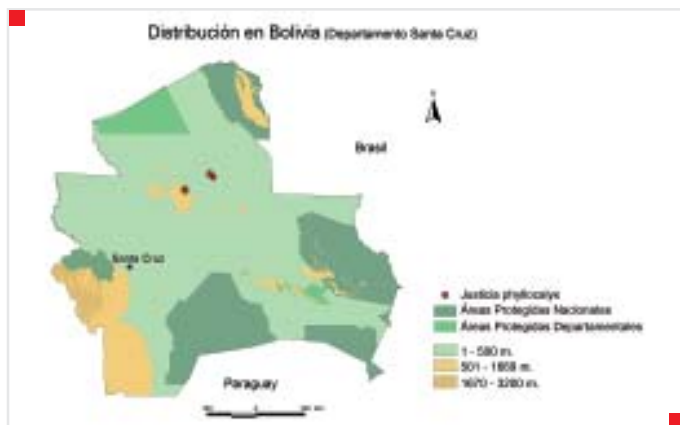 Distribución en Bolivia (Departamento Santa Cruz)
Brasil
Santa Cruz
Justicia phyllocalyx
Áreas Protegidas Nacionales
Áreas Protegidas Departamentales
1 - 500 m.
501 - 1669 m.
1670 - 3200 m.
Paraguay